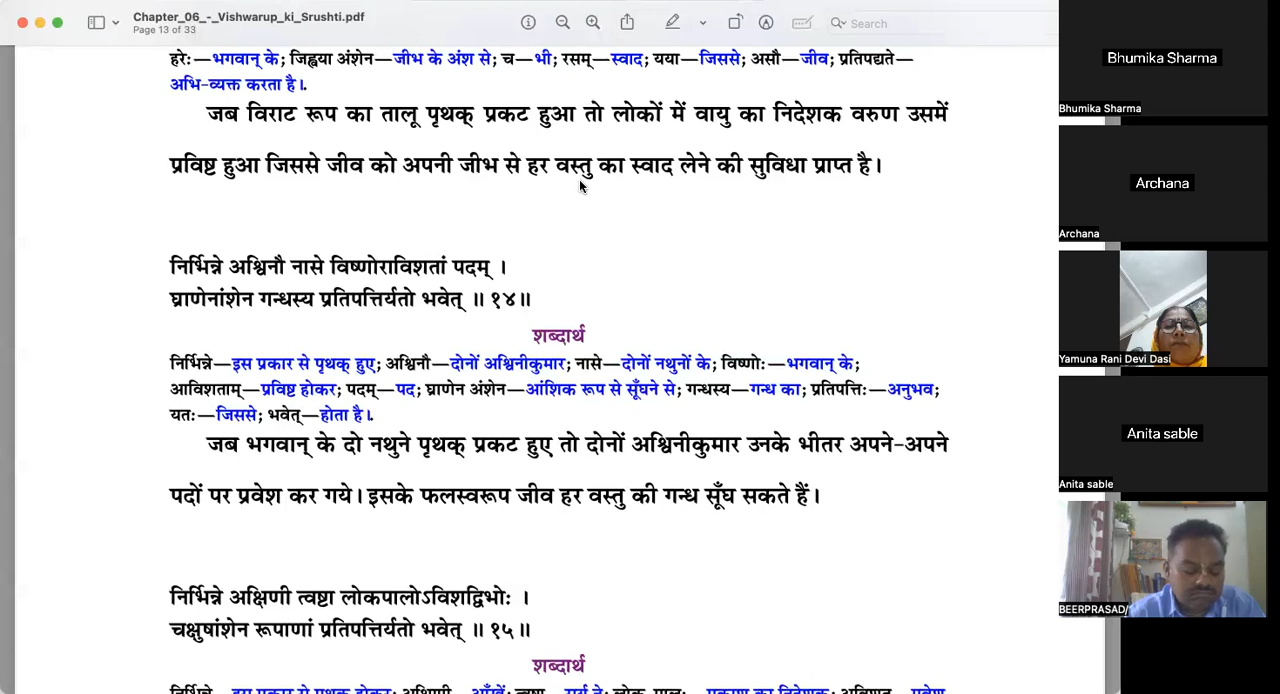 Chapter_06_-_Vishwarup_ki_Srushti.pdf
Page 13 of 33
Search
हरेः—भगवान् के; जिह्वया अंशेन—जीभ के अंश से; च—भी; रसम्—स्वाद; यया—जिससे; असौ—जीव; प्रतिपद्यते—
अभि-व्यक्त करता है।.
जब विराट रूप का तालू पृथक् प्रकट हुआ तो लोकों में वायु का निदेशक वरुण उसमें
प्रविष्ट हुआ जिससे जीव को अपनी जीभ से हर वस्तु का स्वाद लेने की सुविधा प्राप्त है।
निर्भिन्ने अश्विनौ नासे विष्णोराविशतां पदम् ।
घ्राणेनांशेन गन्धस्य प्रतिपत्तिर्यतो भवेत् ॥ १४॥
शब्दार्थ
निर्भिन्ने—इस प्रकार से पृथक् हुए; अश्विनौ—दोनों अश्विनीकुमार; नासे—दोनों नथुनों के; विष्णोः—भगवान् के;
आविशताम्—प्रविष्ट होकर; पदम्—पद; घ्राणेन अंशेन—आंशिक रूप से सूँघने से; गन्धस्य—गन्ध का; प्रतिपत्तिः—अनुभव;
यतः—जिससे; भवेत्—होता है।.
जब भगवान् के दो नथुने पृथक् प्रकट हुए तो दोनों अश्विनीकुमार उनके भीतर अपने-अपने
पदों पर प्रवेश कर गये। इसके फलस्वरूप जीव हर वस्तु की गन्ध सूँघ सकते हैं।
निर्भिन्ने अक्षिणी त्वष्टा लोकपालोऽविशद्विभोः ।
चक्षुषांशेन रूपाणां प्रतिपत्तिर्यतो भवेत् ॥ १५॥
शब्दार्थ
Bhumika Sharma
Bhumika Sharma
Archana
Archana
Yamuna Rani Devi Dasi
Anita sable
Anita sable
BEERPRASAD/